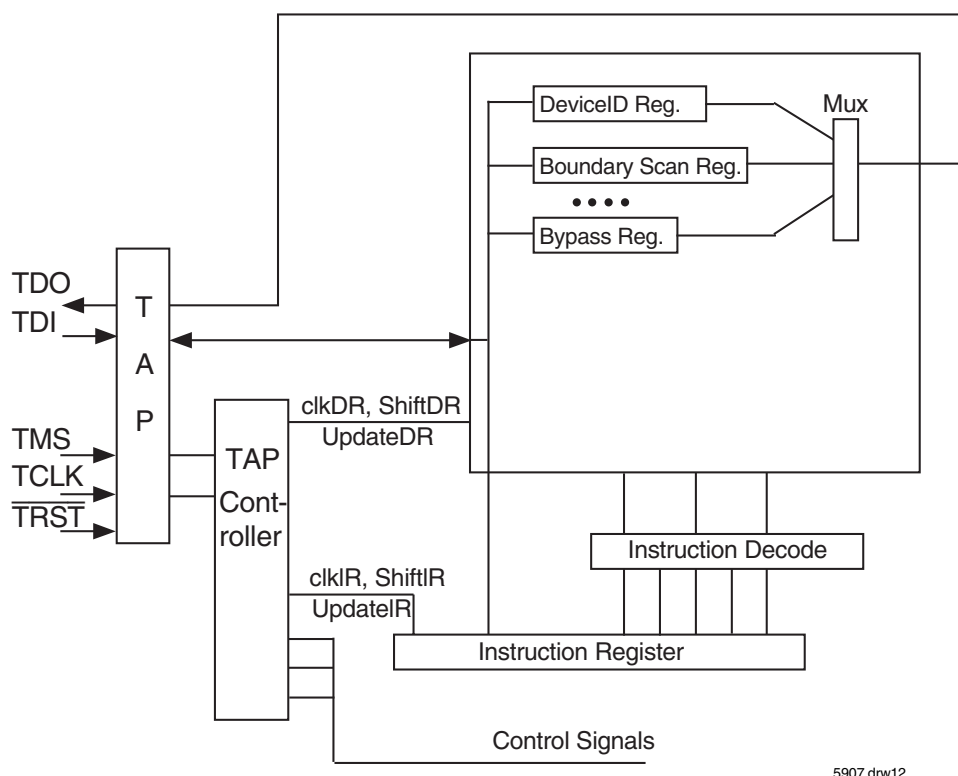 DeviceID Reg.
Mux
Boundary Scan Reg.
Bypass Reg.
TDO
TDI
T
A
P
TMS
TCLK
TRST
clkDR, ShiftDR
UpdateDR
TAP
Cont-
roller
Instruction Decode
clkIR, ShiftIR
UpdateIR
Instruction Register
Control Signals
5907 drw12